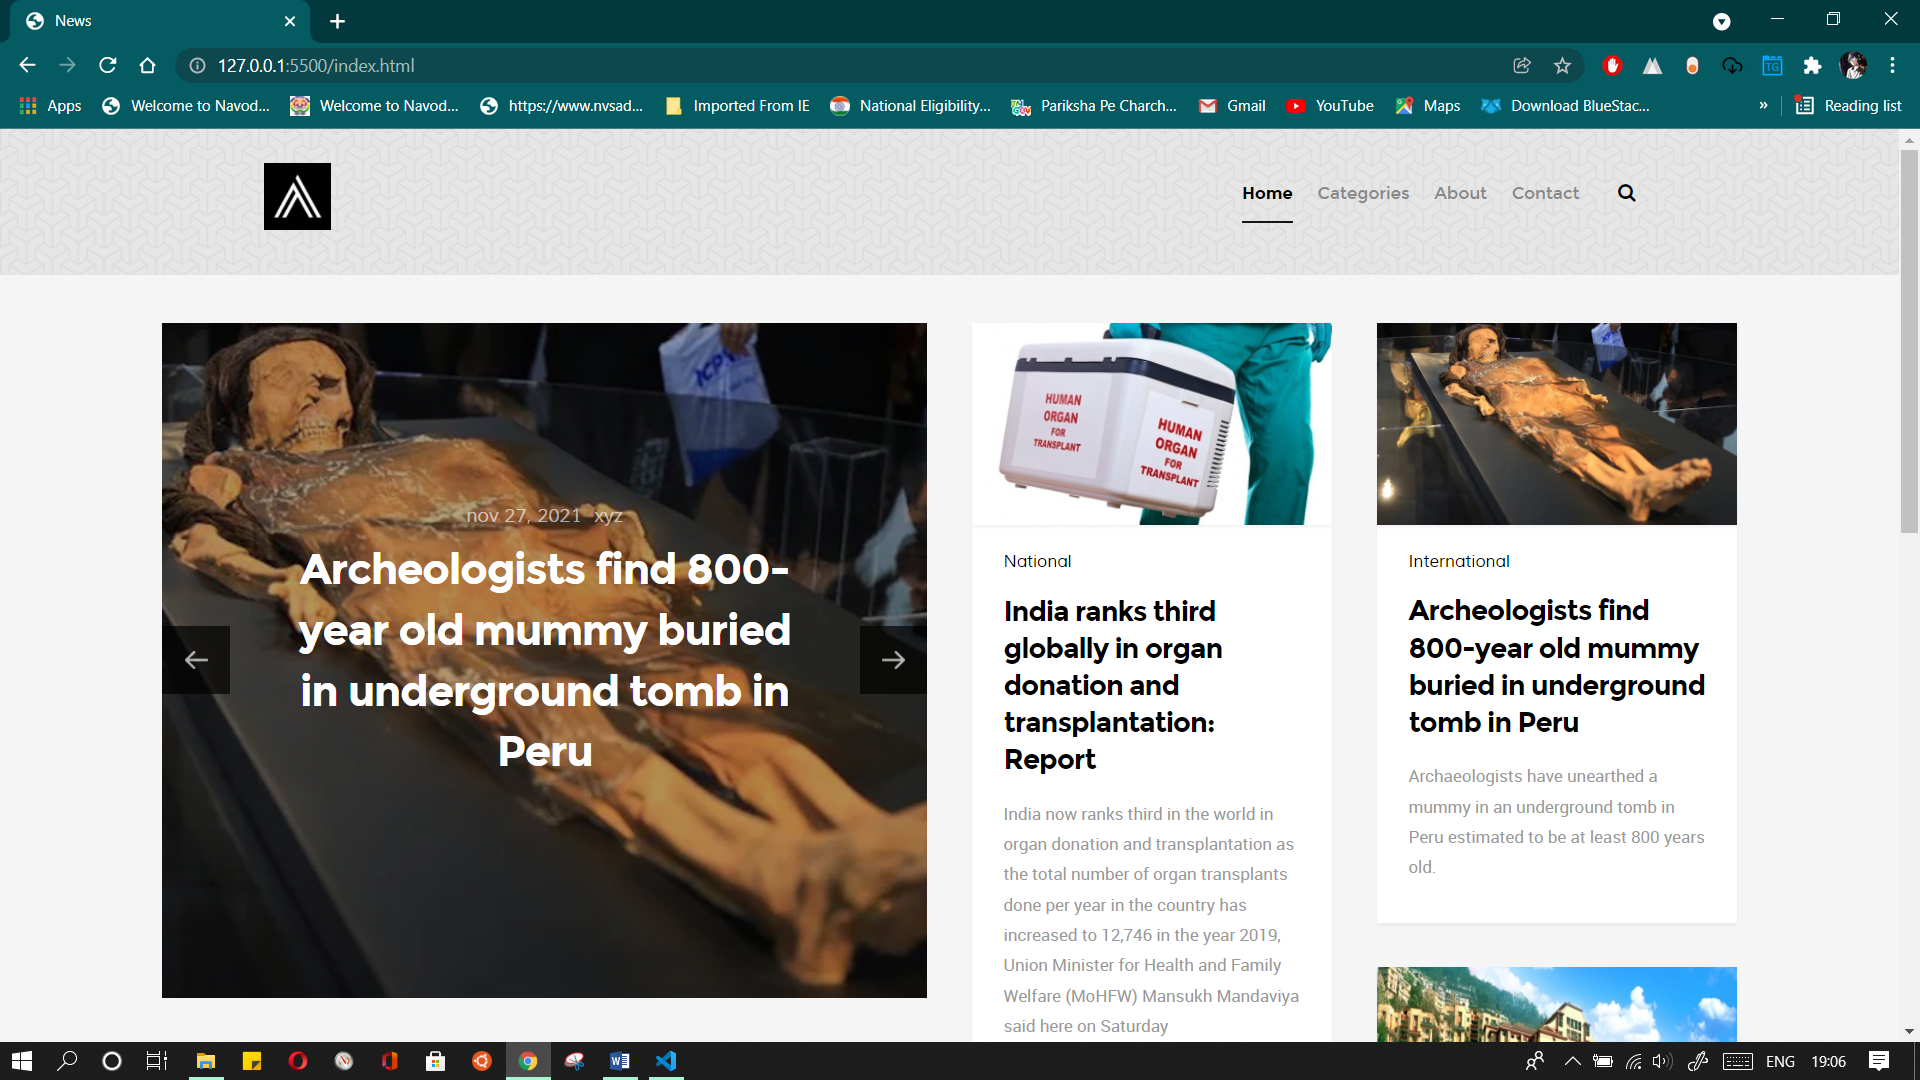 News
127.0.0.1:5500/index.html
Apps
Welcome to Navod...
Welcome to Navod...
https://www.nvsad...
Imported From IE
National Eligibility...
Pariksha Pe Charch...
Gmail
YouTube
Maps
Download BlueStac...
»
Reading list
Home
Categories
About
Contact
nov 27, 2021 xyz
Archeologists find 800-
year old mummy buried
in underground tomb in
Peru
HUMAN
ORGAN
FOR
TRANSPLANT
HUMAN
ORGAN
FOR
TRANSPLANT
National
India ranks third
globally in organ
donation and
transplantation:
Report
India now ranks third in the world in
organ donation and transplantation as
the total number of organ transplants
done per year in the country has
increased to 12,746 in the year 2019,
Union Minister for Health and Family
Welfare (MoHFW) Mansukh Mandaviya
said here on Saturday
International
Archeologists find
800-year old mummy
buried in underground
tomb in Peru
Archaeologists have unearthed a
mummy in an underground tomb in
Peru estimated to be at least 800 years
old.
ENG
19:06